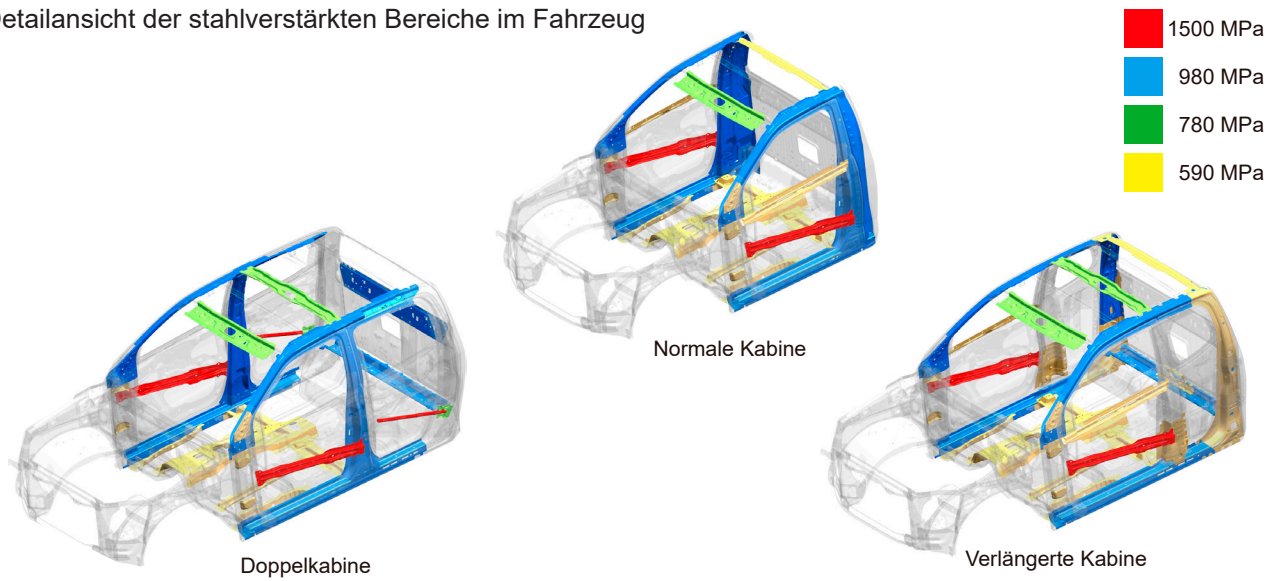 etailansicht der stahlverstärkten Bereiche im Fahrzeug
1500 MPa
980 MPa
780 MPa
590 MPa
Normale Kabine
Doppelkabine
Verlängerte Kabine